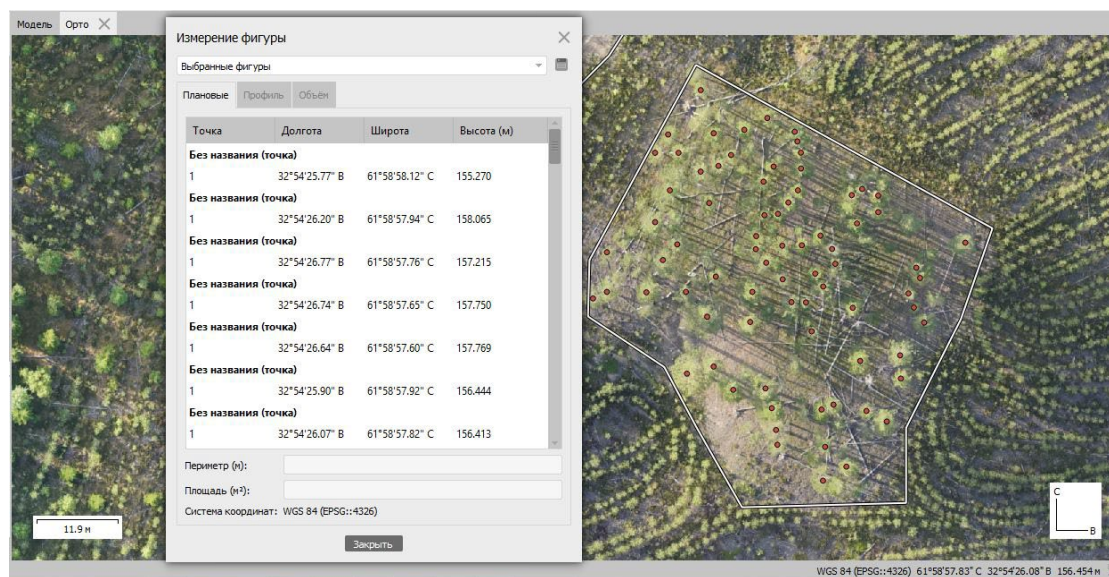 Модель Орто
Измерение фигуры
Выбранные фигуры
Плановые Профиль Объём
Точка Долгота Широта Высота (м)
Без названия (точка)
1 32°54'25.77" В 61°58'58.12" С 155.270
Без названия (точка)
1 32°54'26.20" В 61°58'57.94" С 158.065
Без названия (точка)
1 32°54'26.77" В 61°58'57.76" С 157.215
Без названия (точка)
1 32°54'26.74" В 61°58'57.65" С 157.750
Без названия (точка)
1 32°54'26.64" В 61°58'57.60" С 157.769
Без названия (точка)
1 32°54'25.90" В 61°58'57.92" С 156.444
Без названия (точка)
1 32°54'26.07" В 61°58'57.82" С 156.413
Периметр (м):
Площадь (м²):
Система координат: WGS 84 (EPSG::4326)
Закрыть
11.9 м
С
В
WGS 84 (EPSG::4326) 61°58'57.83" С 32°54'26.08" В 156.454 м